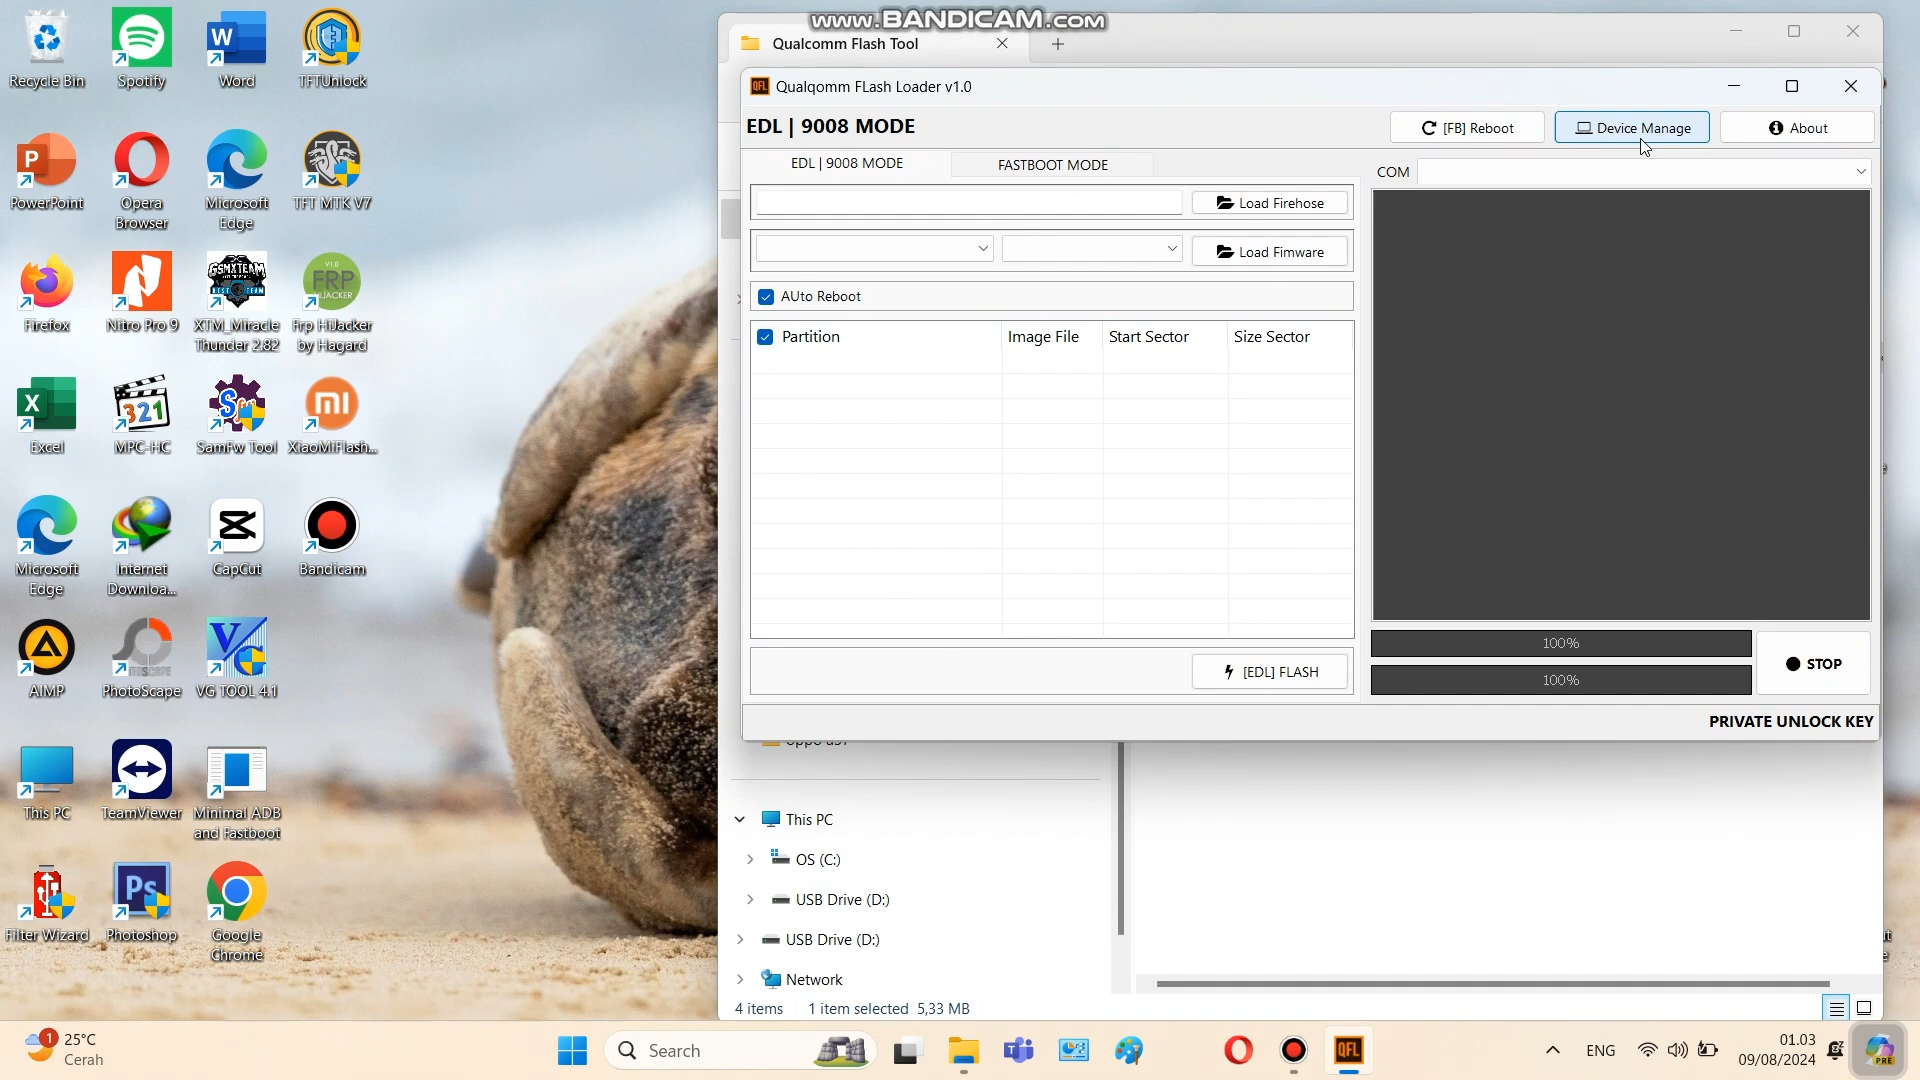 www.BANDICAM.com
Recycle Bin
Spotify
Word
TFTUnlock
PowerPoint
Opera
Browser
Microsoft
Edge
TFT MTK V7
Firefox
Nitro Pro 9
XTM_Miracle
Thunder 2.82
Frp HiJacker
by Hagard
Excel
MPC-HC
SamFw Tool
XiaoMiFlash...
Microsoft
Edge
Internet
Downloa...
CapCut
Bandicam
AIMP
PhotoScape
VG TOOL 4.1
This PC
TeamViewer
Minimal ADB
and Fastboot
Filter Wizard
Photoshop
Google
Chrome
Qualcomm Flash Tool
QFL Qualqomm FLash Loader v1.0
EDL | 9008 MODE
[FB] Reboot
Device Manage
About
EDL | 9008 MODE
FASTBOOT MODE
COM
Load Firehose
Load Fimware
AUto Reboot
Partition
Image File
Start Sector
Size Sector
100%
100%
STOP
[EDL] FLASH
PRIVATE UNLOCK KEY
This PC
OS (C:)
USB Drive (D:)
USB Drive (D:)
Network
4 items
1 item selected 5,33 MB
1
25°C
Cerah
Search
QFL
ENG
01.03
09/08/2024
PRE